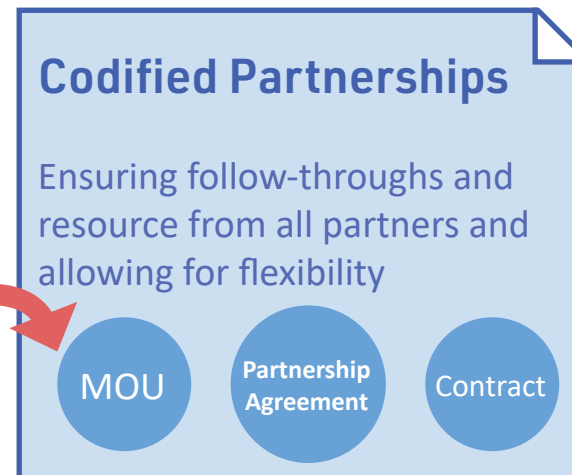 Codified Partnerships
Ensuring follow-throughs and
resource from all partners and
allowing for flexibility
MOU
Partnership
Agreement
Contract